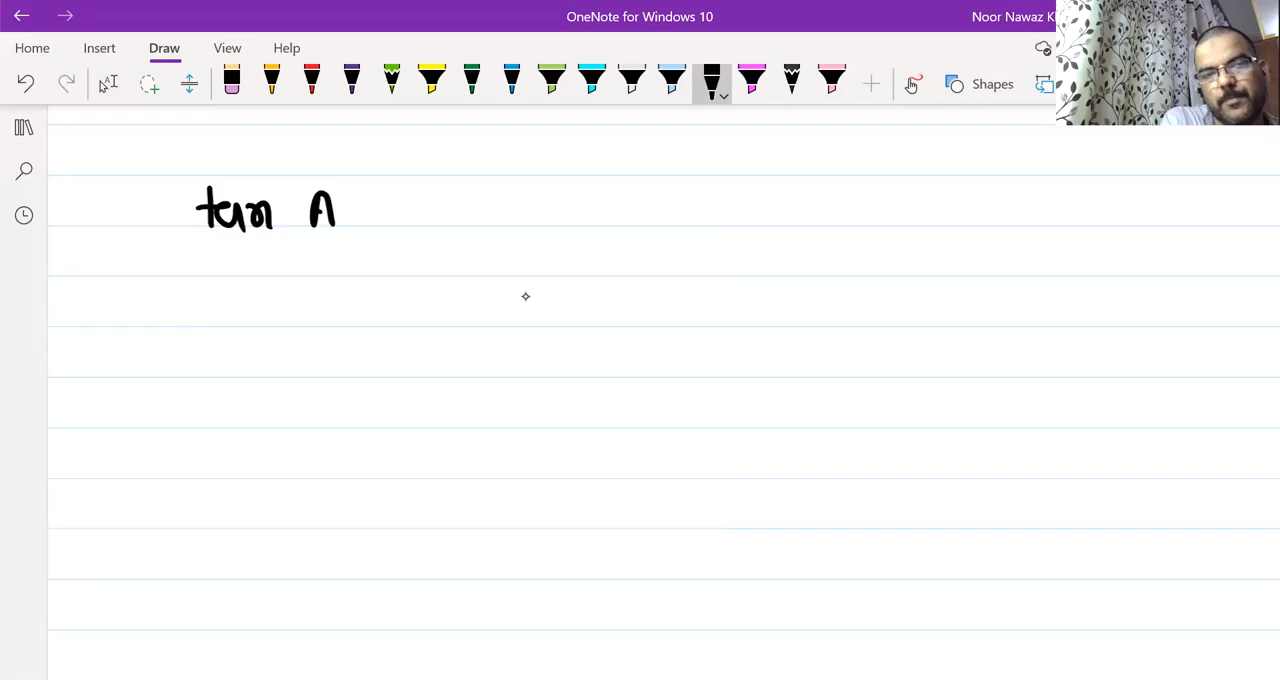 OneNote for Windows 10
Noor Nawaz K
Home Insert Draw View Help
Shapes
tan A